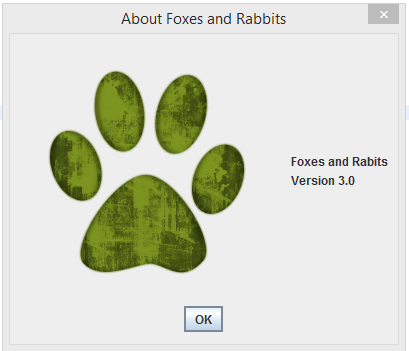 About Foxes and Rabbits
Foxes and Rabits
Version 3.0
OK